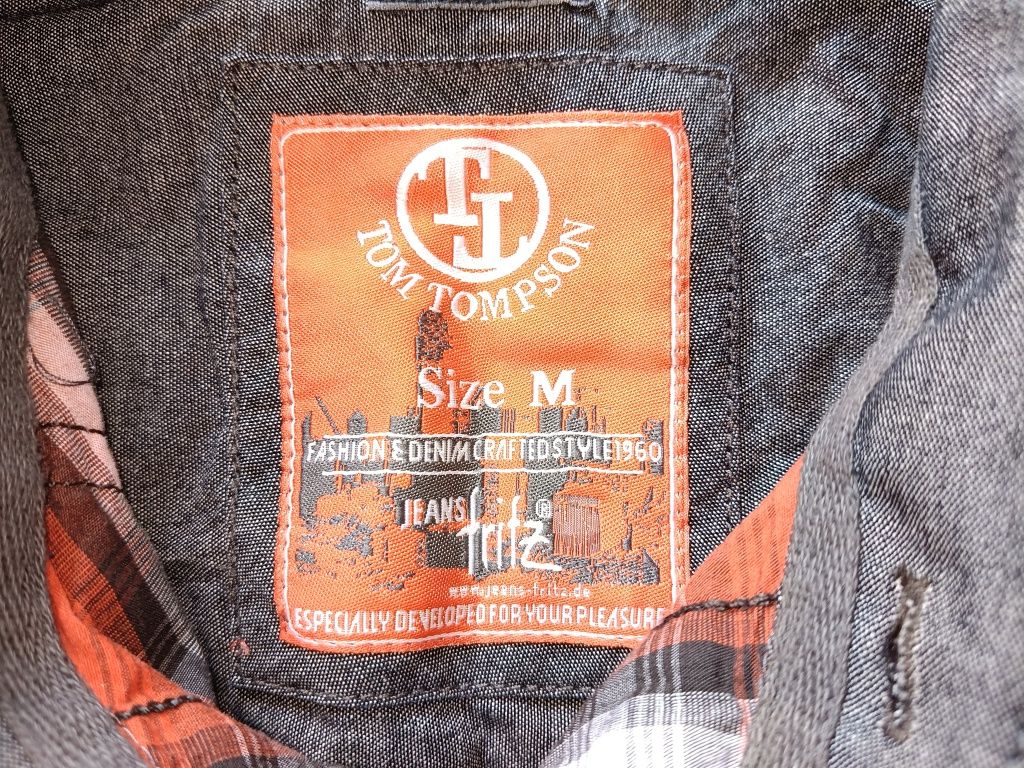 TT
TOM TOMPSON
Size M
FASHION & DENIM CRAFTED STYLE 1960
JEANS fritz®
www.jeans-fritz.de
ESPECIALLY DEVELOPED FOR YOUR PLEASURE